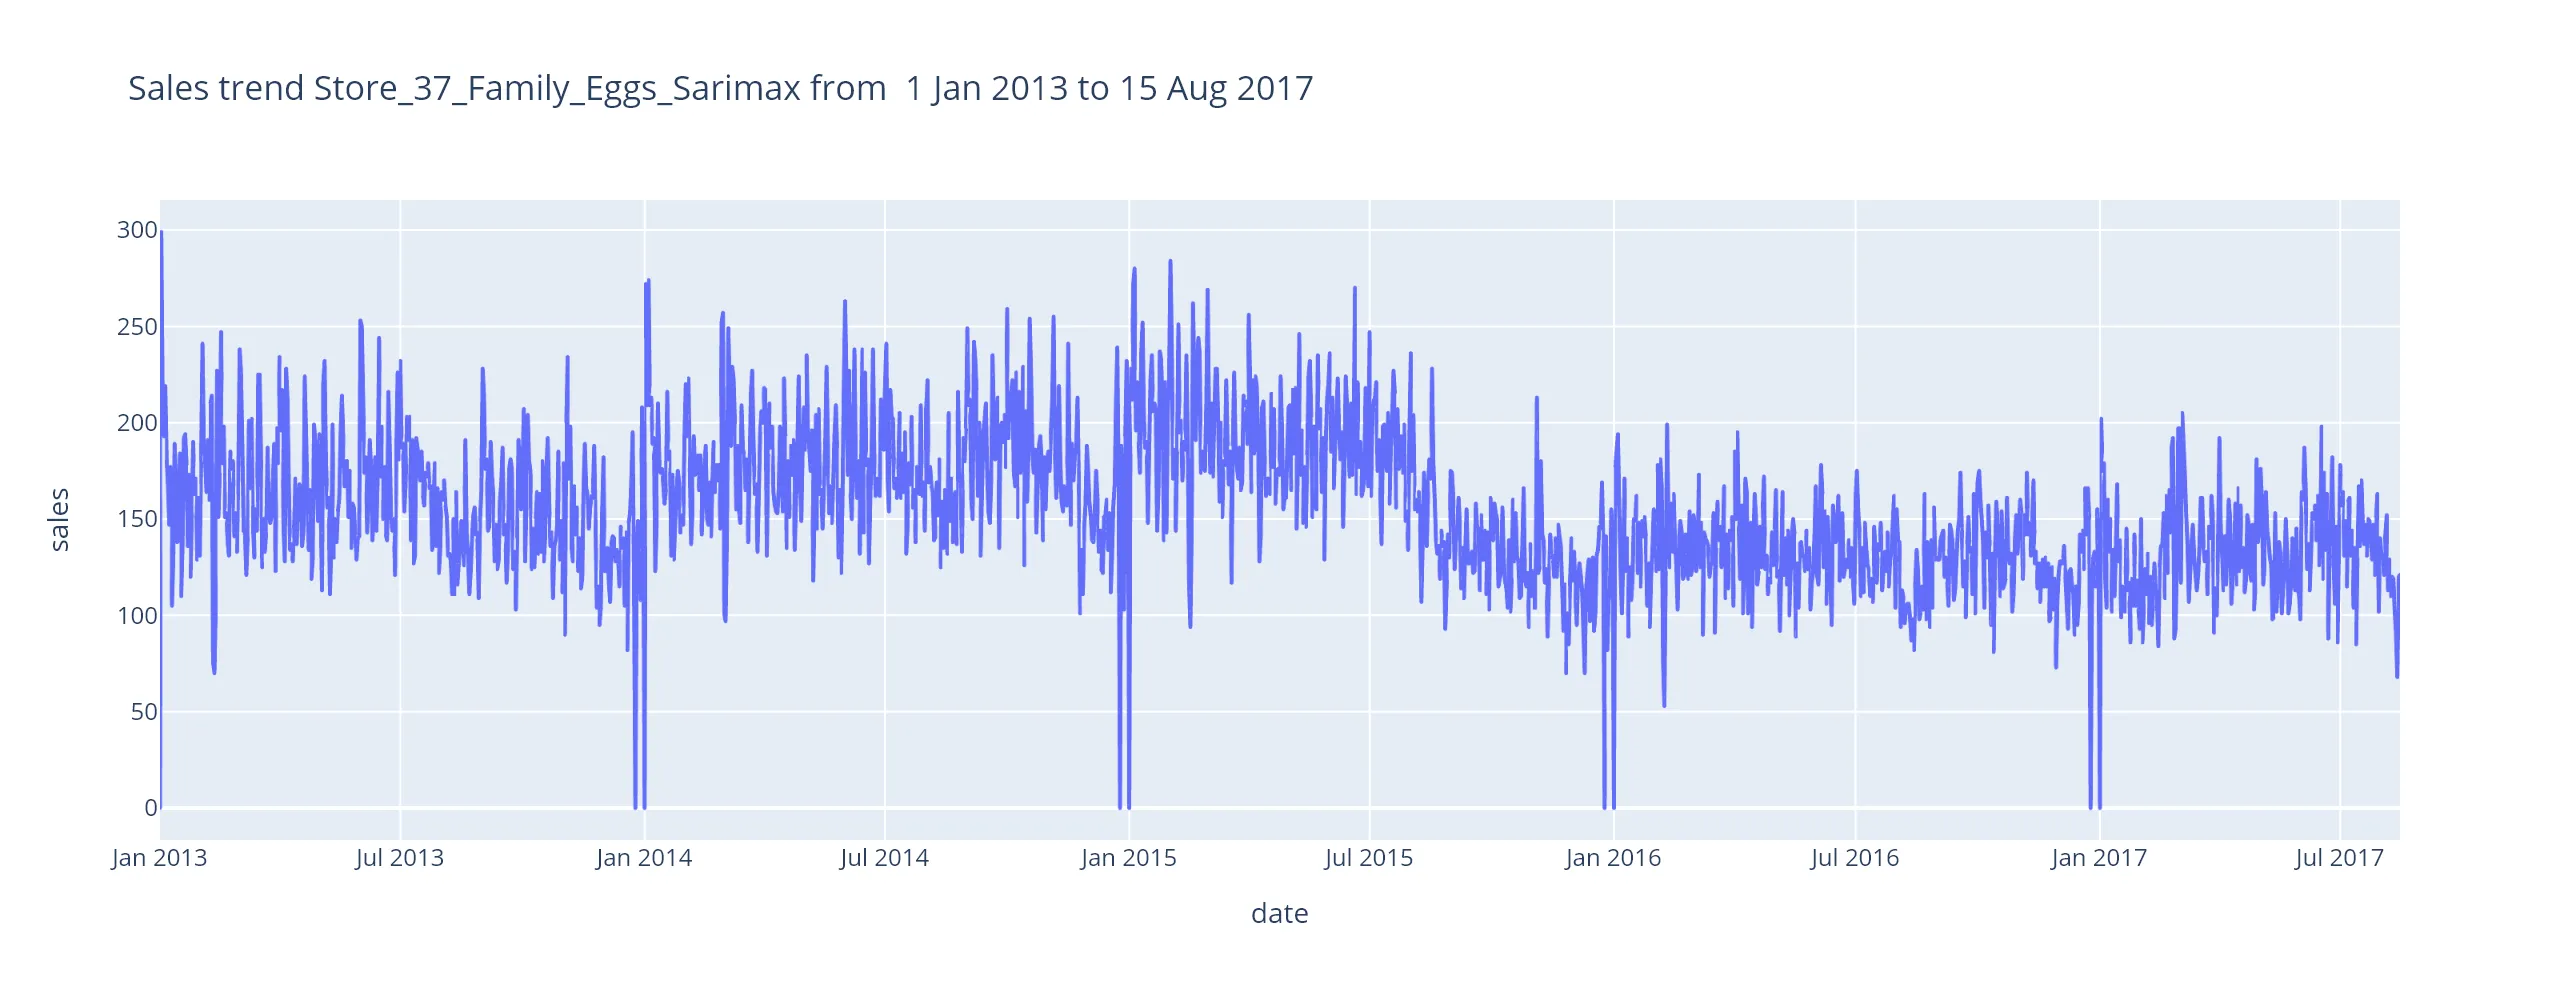 Sales trend Store_37_Family_Eggs_Sarimax from  1 Jan 2013 to 15 Aug 2017
300
250
200
150
100
50
0
sales
Jan 2013 Jul 2013 Jan 2014 Jul 2014 Jan 2015 Jul 2015 Jan 2016 Jul 2016 Jan 2017 Jul 2017
date